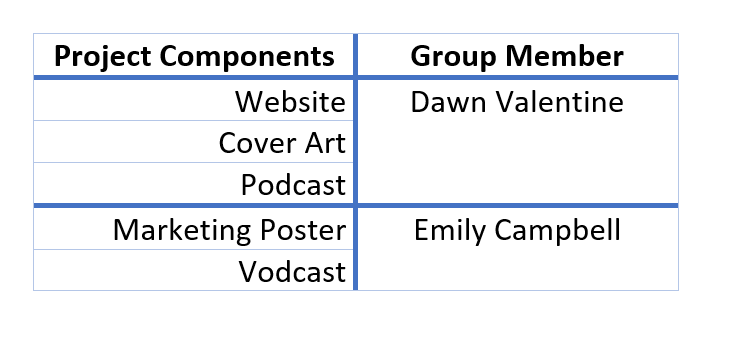 Project Components Group Member
Website Dawn Valentine
Cover Art
Podcast
Marketing Poster Emily Campbell
Vodcast